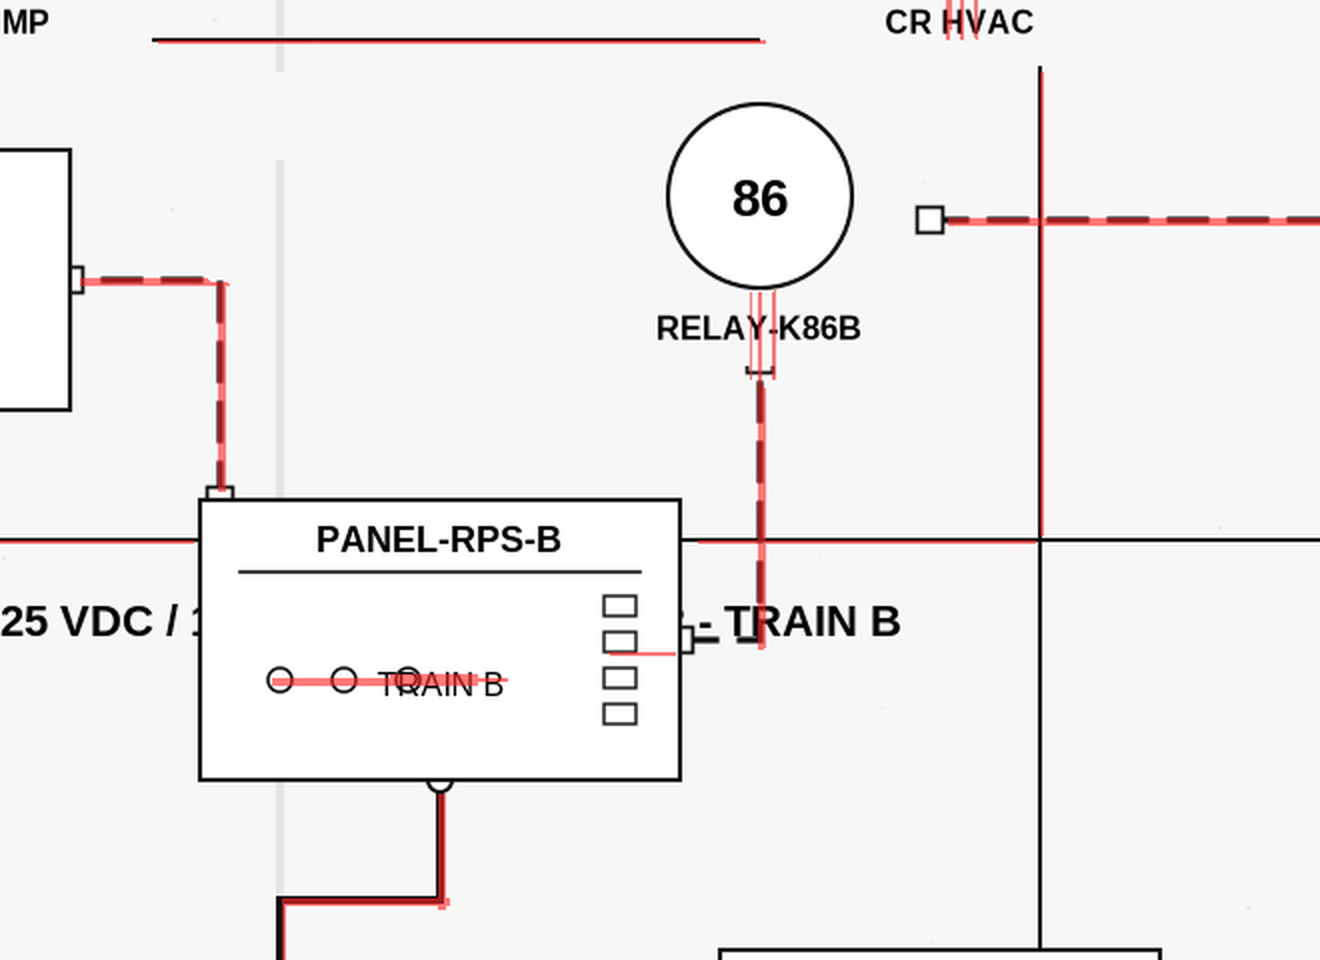 MP
CR HVAC
86
RELAY-K86B
PANEL-RPS-B
25 VDC /
- TRAIN B
TRAIN B